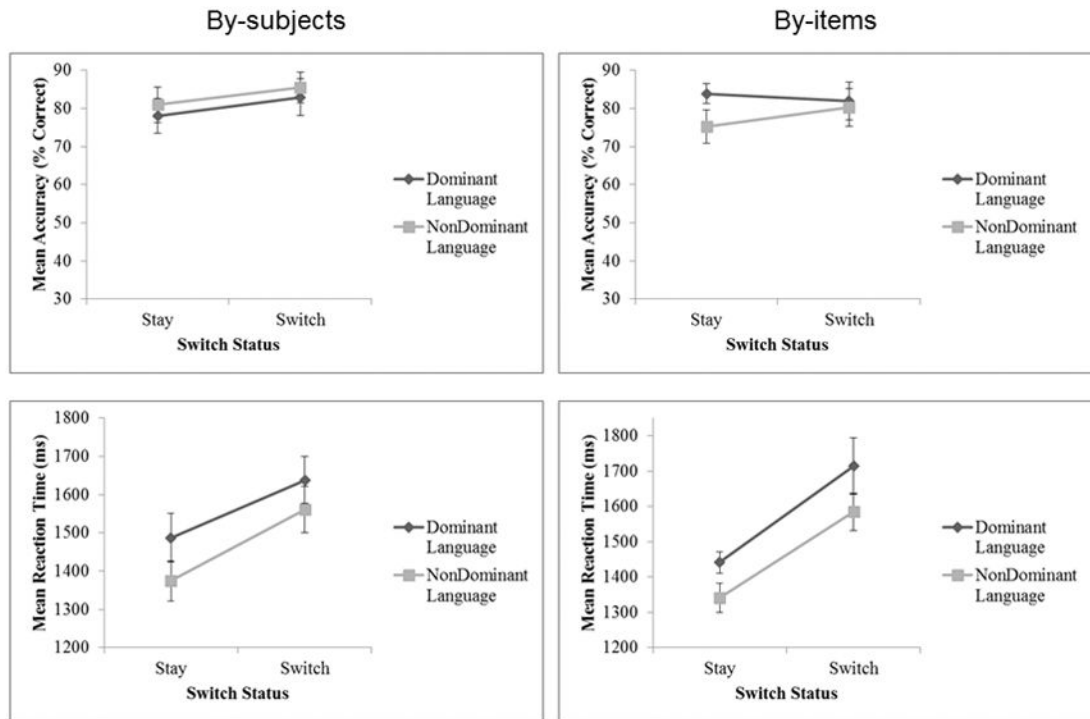 By-subjects
By-items
Mean Accuracy (% Correct)
90
80
70
60
50
40
30
Stay
Switch
Switch Status
Dominant
Language
NonDominant
Language
Mean Accuracy (% Correct)
90
80
70
60
50
40
30
Stay
Switch
Switch Status
Dominant
Language
NonDominant
Language
Mean Reaction Time (ms)
1800
1700
1600
1500
1400
1300
1200
Stay
Switch
Switch Status
Dominant
Language
NonDominant
Language
Mean Reaction Time (ms)
1800
1700
1600
1500
1400
1300
1200
Stay
Switch
Switch Status
Dominant
Language
NonDominant
Language